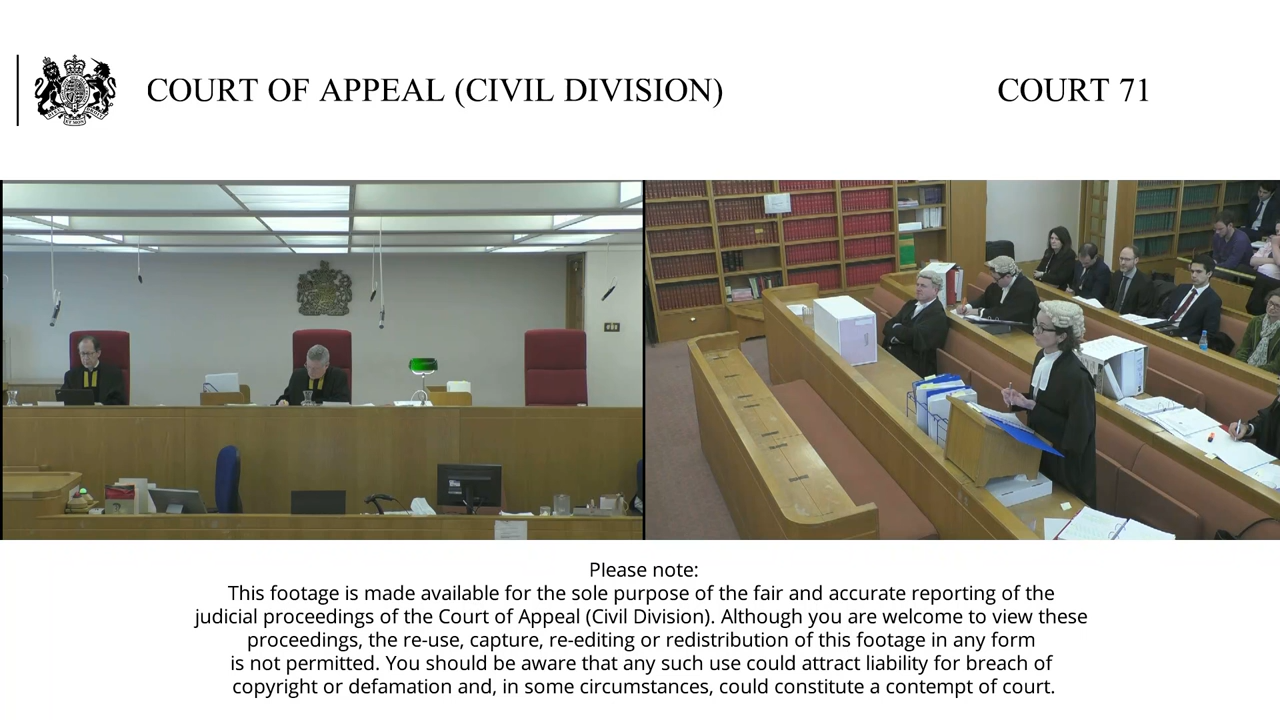 COURT OF APPEAL (CIVIL DIVISION)
COURT 71
Please note:
This footage is made available for the sole purpose of the fair and accurate reporting of the
judicial proceedings of the Court of Appeal (Civil Division). Although you are welcome to view these
proceedings, the re-use, capture, re-editing or redistribution of this footage in any form
is not permitted. You should be aware that any such use could attract liability for breach of
copyright or defamation and, in some circumstances, could constitute a contempt of court.